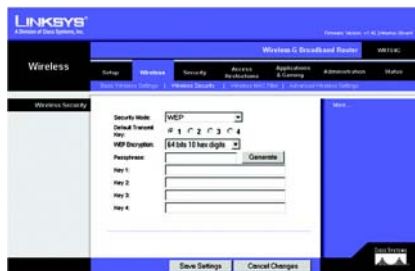 LINKSYS
A Division of Cisco Systems, Inc.
Wireless-G Broadband Router
Wireless
Setup Wireless Security Access Restrictions Applications & Gaming Administration Status
Basic Wireless Settings | Wireless Security | Wireless MAC Filter | Advanced Wireless Settings
Wireless Security
More...
Security Mode: WEP
Default Transmit Key: 1 2 3 4
WEP Encryption: 64 bits 10 hex digits
Passphrase: Generate
Key 1:
Key 2:
Key 3:
Key 4:
Save Settings Cancel Changes
CISCO SYSTEMS